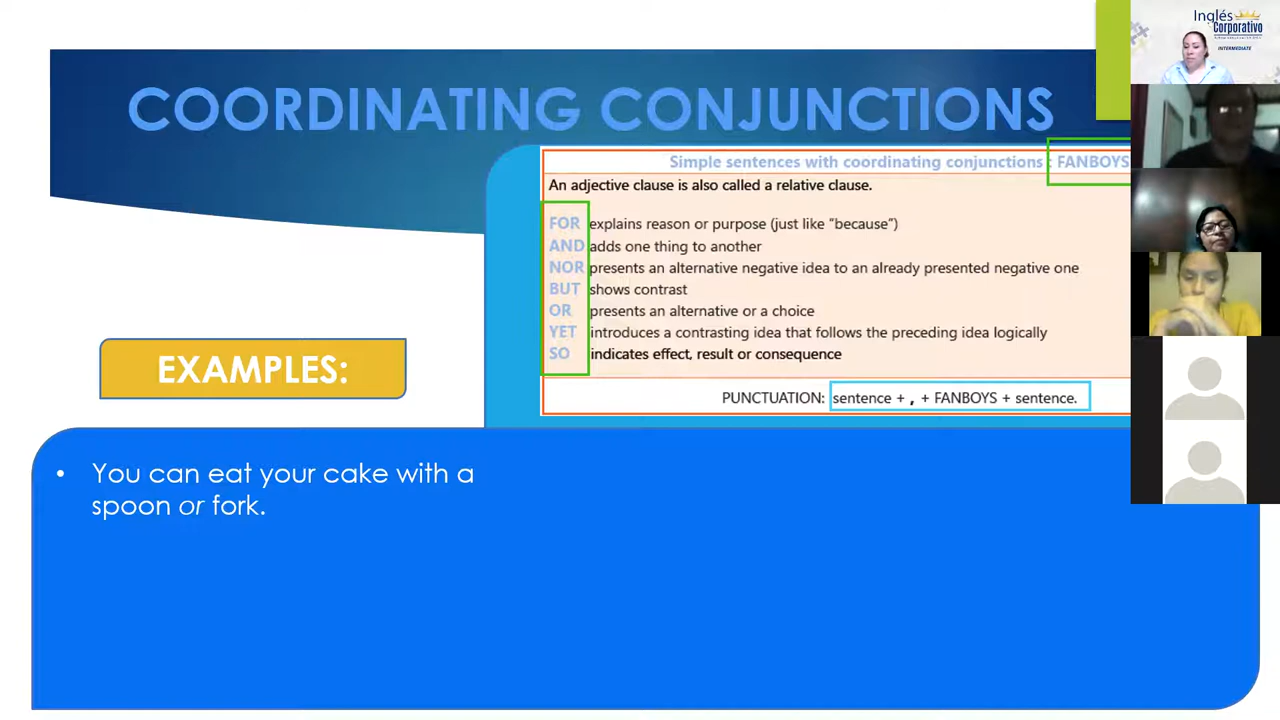 Inglés
Corporativo
INTERMEDIATE
COORDINATING CONJUNCTIONS
Simple sentences with coordinating conjunctions : FANBOYS
An adjective clause is also called a relative clause.
FOR explains reason or purpose (just like “because”)
AND adds one thing to another
NOR presents an alternative negative idea to an already presented negative one
BUT shows contrast
OR presents an alternative or a choice
YET introduces a contrasting idea that follows the preceding idea logically
SO indicates effect, result or consequence
PUNCTUATION: sentence + , + FANBOYS + sentence.
EXAMPLES:
• You can eat your cake with a
spoon or fork.